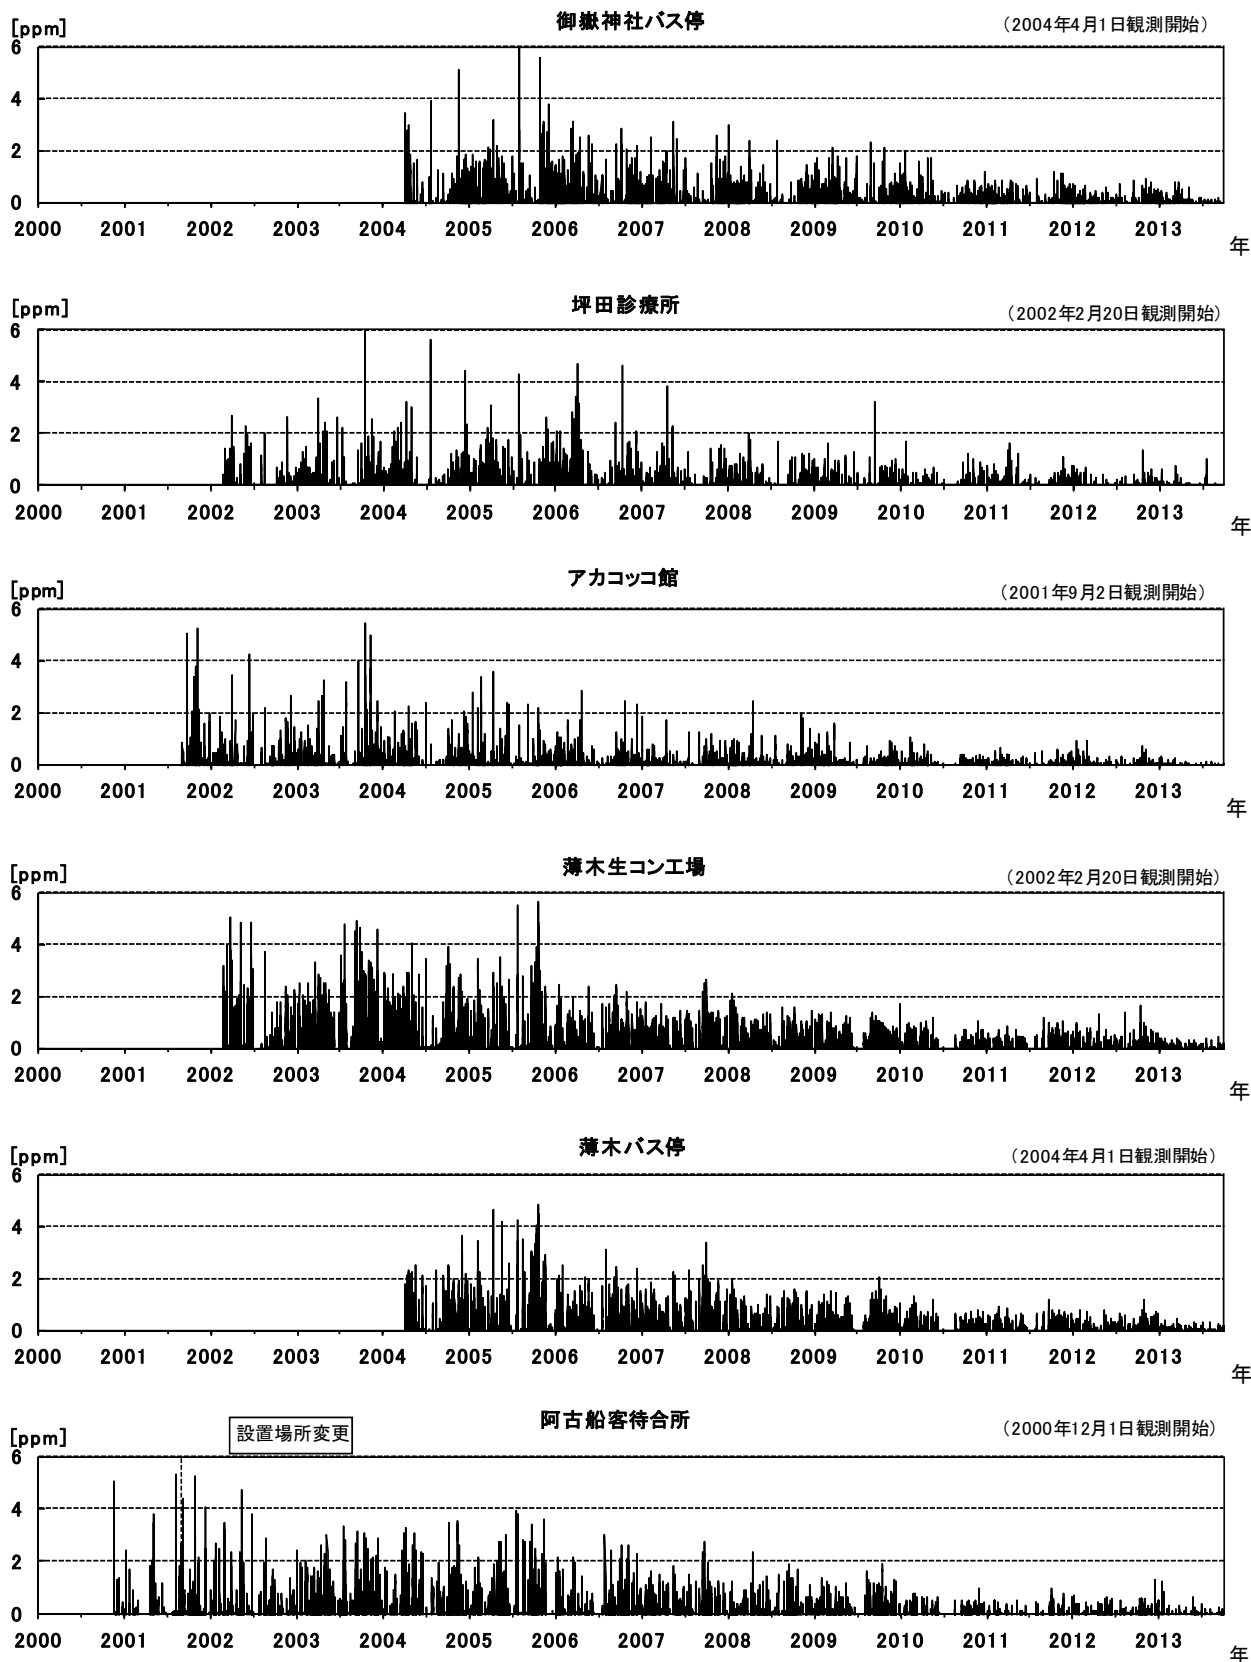 [ppm] 御嶽神社バス停 (2004年4月1日観測開始)
6
4
2
0
2000 2001 2002 2003 2004 2005 2006 2007 2008 2009 2010 2011 2012 2013
年
[ppm] 坪田診療所 (2002年2月20日観測開始)
6
4
2
0
2000 2001 2002 2003 2004 2005 2006 2007 2008 2009 2010 2011 2012 2013
年
[ppm] アカコッコ館 (2001年9月2日観測開始)
6
4
2
0
2000 2001 2002 2003 2004 2005 2006 2007 2008 2009 2010 2011 2012 2013
年
[ppm] 薄木生コン工場 (2002年2月20日観測開始)
6
4
2
0
2000 2001 2002 2003 2004 2005 2006 2007 2008 2009 2010 2011 2012 2013
年
[ppm] 薄木バス停 (2004年4月1日観測開始)
6
4
2
0
2000 2001 2002 2003 2004 2005 2006 2007 2008 2009 2010 2011 2012 2013
年
[ppm] 設置場所変更 阿古船客待合所 (2000年12月1日観測開始)
6
4
2
0
2000 2001 2002 2003 2004 2005 2006 2007 2008 2009 2010 2011 2012 2013
年